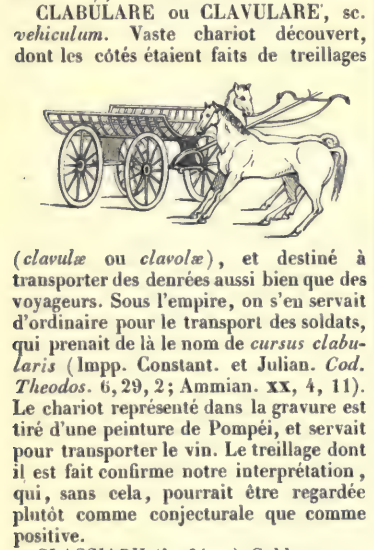 CLABULARE ou CLAVULARE, sc.
vehiculum. Vaste chariot découvert,
dont les côtés étaient faits de treillages
(clavulæ ou clavolæ), et destiné à
transporter des denrées aussi bien que des
voyageurs. Sous l'empire, on s'en servait
d'ordinaire pour le transport des soldats,
qui prenait de là le nom de cursus clabu-
laris (Impp. Constant. et Julian. Cod.
Theodos. 6, 29, 2; Ammian. XX, 4, 11).
Le chariot représenté dans la gravure est
tiré d'une peinture de Pompéi, et servait
pour transporter le vin. Le treillage dont
il est fait confirme notre interprétation,
qui, sans cela, pourrait être regardée
plutôt comme conjecturale que comme
positive.